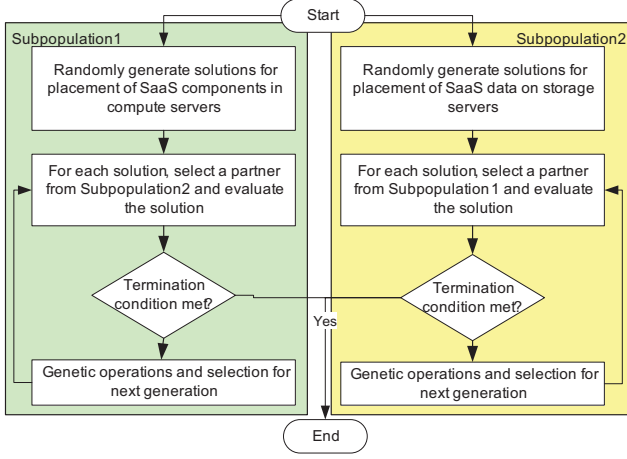 Start
Subpopulation1
Randomly generate solutions for
placement of SaaS components in
compute servers
For each solution, select a partner
from Subpopulation2 and evaluate
the solution
Termination
condition met?
Genetic operations and selection for
next generation
Subpopulation2
Randomly generate solutions for
placement of SaaS data on storage
servers
For each solution, select a partner
from Subpopulation1 and evaluate
the solution
Termination
condition met?
Genetic operations and selection for
next generation
Yes
End